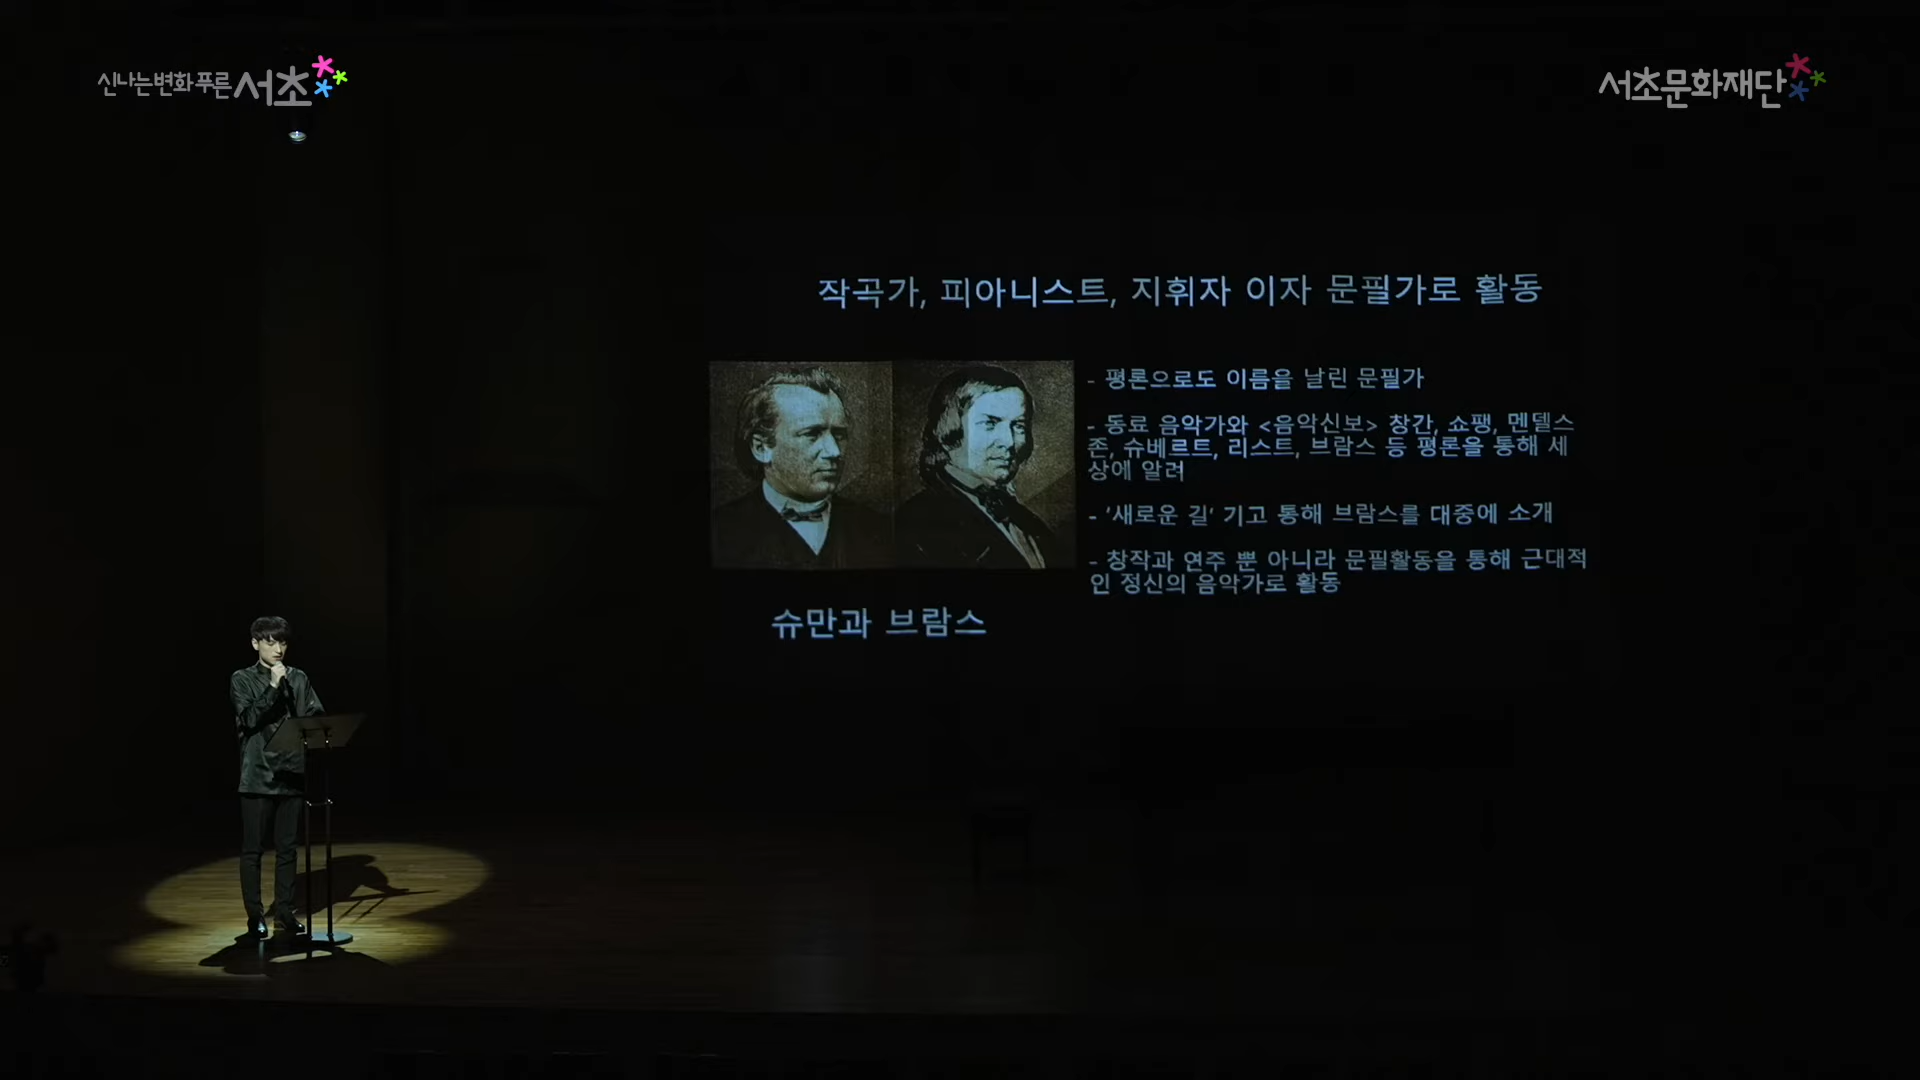 신나는변화 푸른 서초
서초문화재단
작곡가, 피아니스트, 지휘자 이자 문필가로 활동
- 평론으로도 이름을 날린 문필가
- 동료 음악가와 <음악신보> 창간, 쇼팽, 멘델스
존, 슈베르트, 리스트, 브람스 등 평론을 통해 세
상에 알려
- '새로운 길' 기고 통해 브람스를 대중에 소개
- 창작과 연주 뿐 아니라 문필활동을 통해 근대적
인 정신의 음악가로 활동
슈만과 브람스